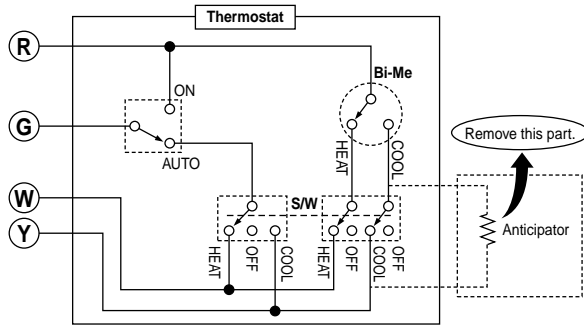 Thermostat
R
Bi-Me
ON
G
Remove this part.
AUTO
HEAT
COOL
W
S/W
Anticipator
Y
HEAT
OFF
COOL
HEAT
OFF
COOL
OFF